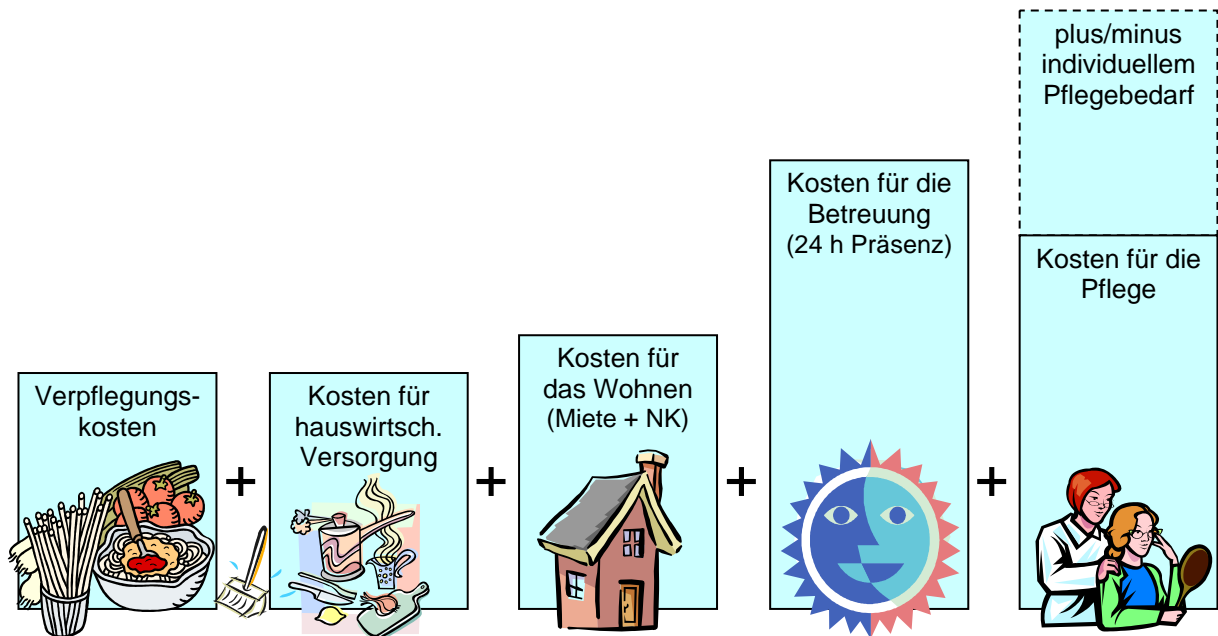 Verpflegungs-
kosten
+
Kosten für
hauswirtsch.
Versorgung
+
Kosten für
das Wohnen
(Miete + NK)
+
Kosten für die
Betreuung
(24 h Präsenz)
+
plus/minus
individuellem
Pflegebedarf
Kosten für die
Pflege